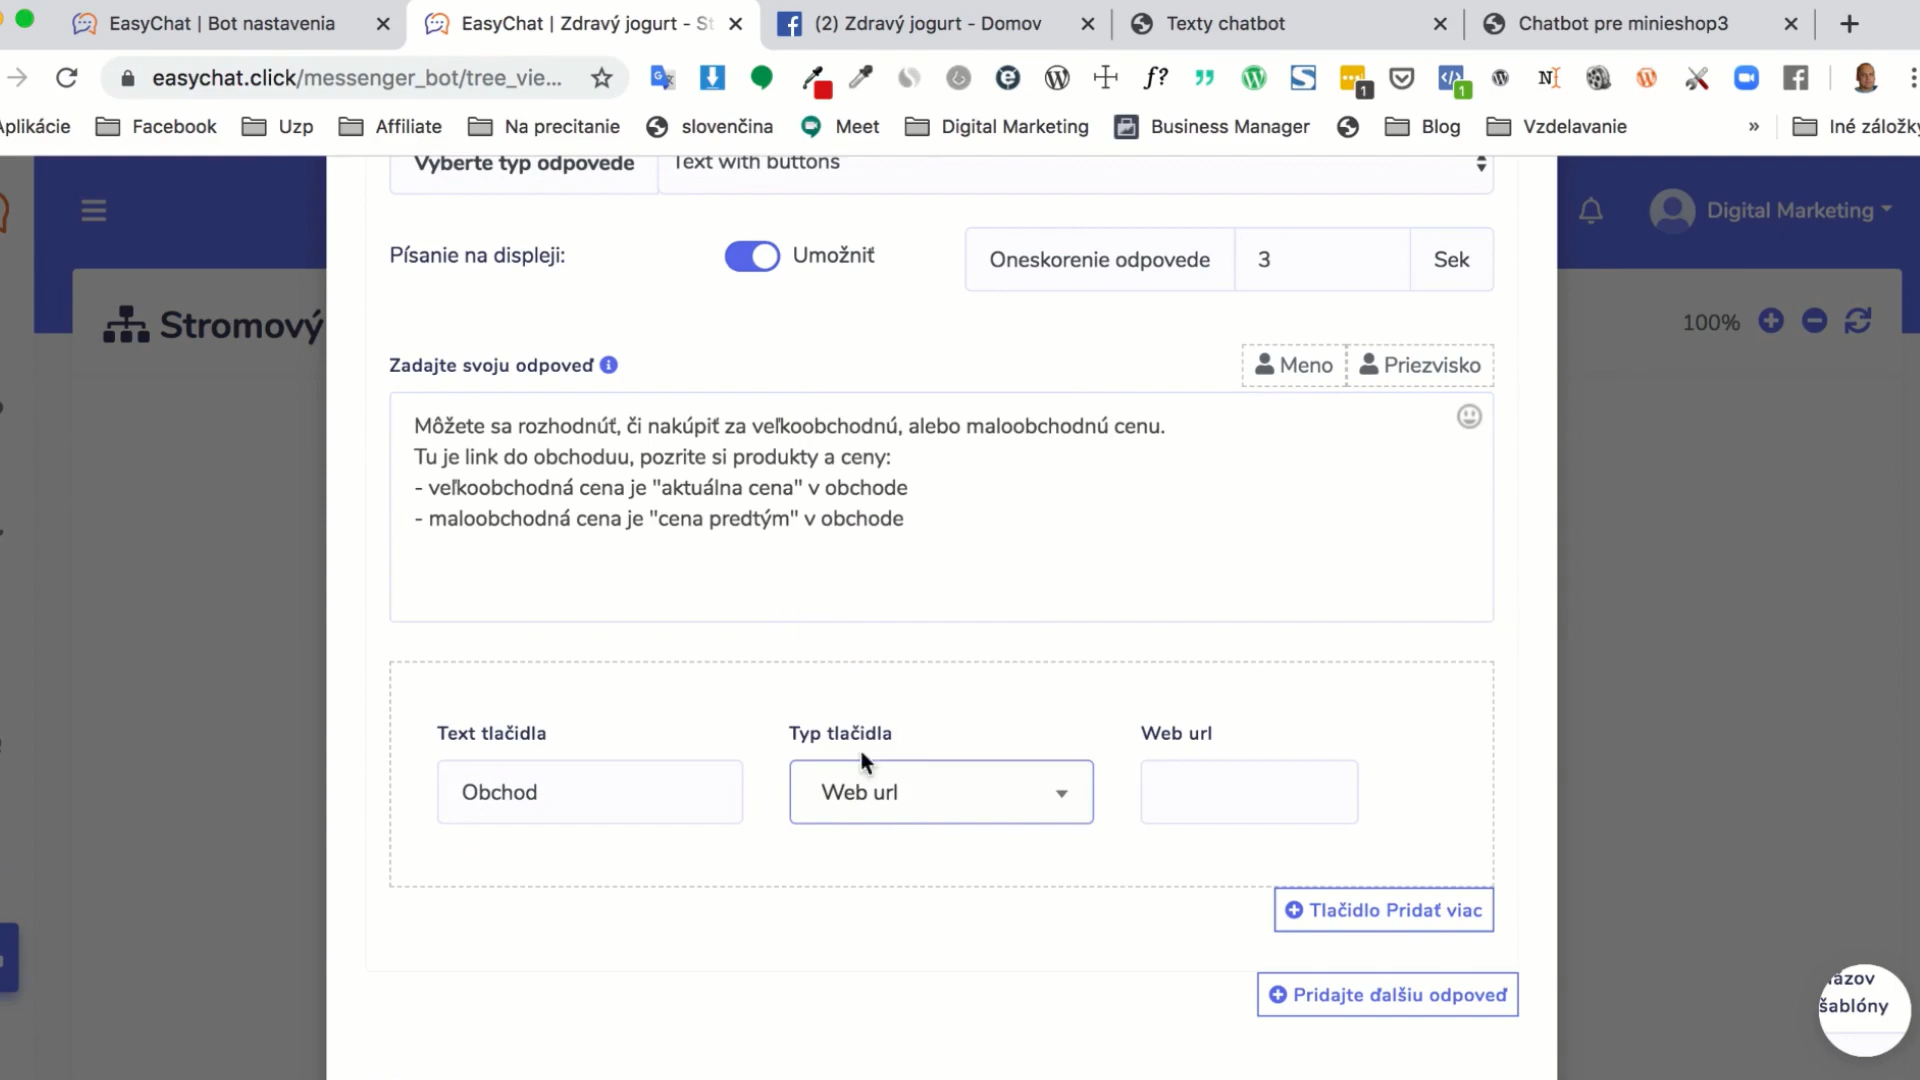 EasyChat | Bot nastavenia
EasyChat | Zdravý jogurt - St
(2) Zdravý jogurt - Domov
Texty chatbot
Chatbot pre minieshop3
easychat.click/messenger_bot/tree_vie...
Aplikácie
Facebook
Uzp
Affiliate
Na precitanie
slovenčina
Meet
Digital Marketing
Business Manager
Blog
Vzdelavanie
»
Iné záložky
Vyberte typ odpovede
Text with buttons
Digital Marketing
Písanie na displeji:
Umožniť
Oneskorenie odpovede
3
Sek
Stromový
100%
Zadajte svoju odpoveď
Meno
Priezvisko
Môžete sa rozhodnúť, či nakúpiť za veľkoobchodnú, alebo maloobchodnú cenu.
Tu je link do obchoduu, pozrite si produkty a ceny:
- veľkoobchodná cena je "aktuálna cena" v obchode
- maloobchodná cena je "cena predtým" v obchode
Text tlačidla
Typ tlačidla
Web url
Obchod
Web url
Tlačidlo Pridať viac
Pridajte ďalšiu odpoveď
ázov
šablóny